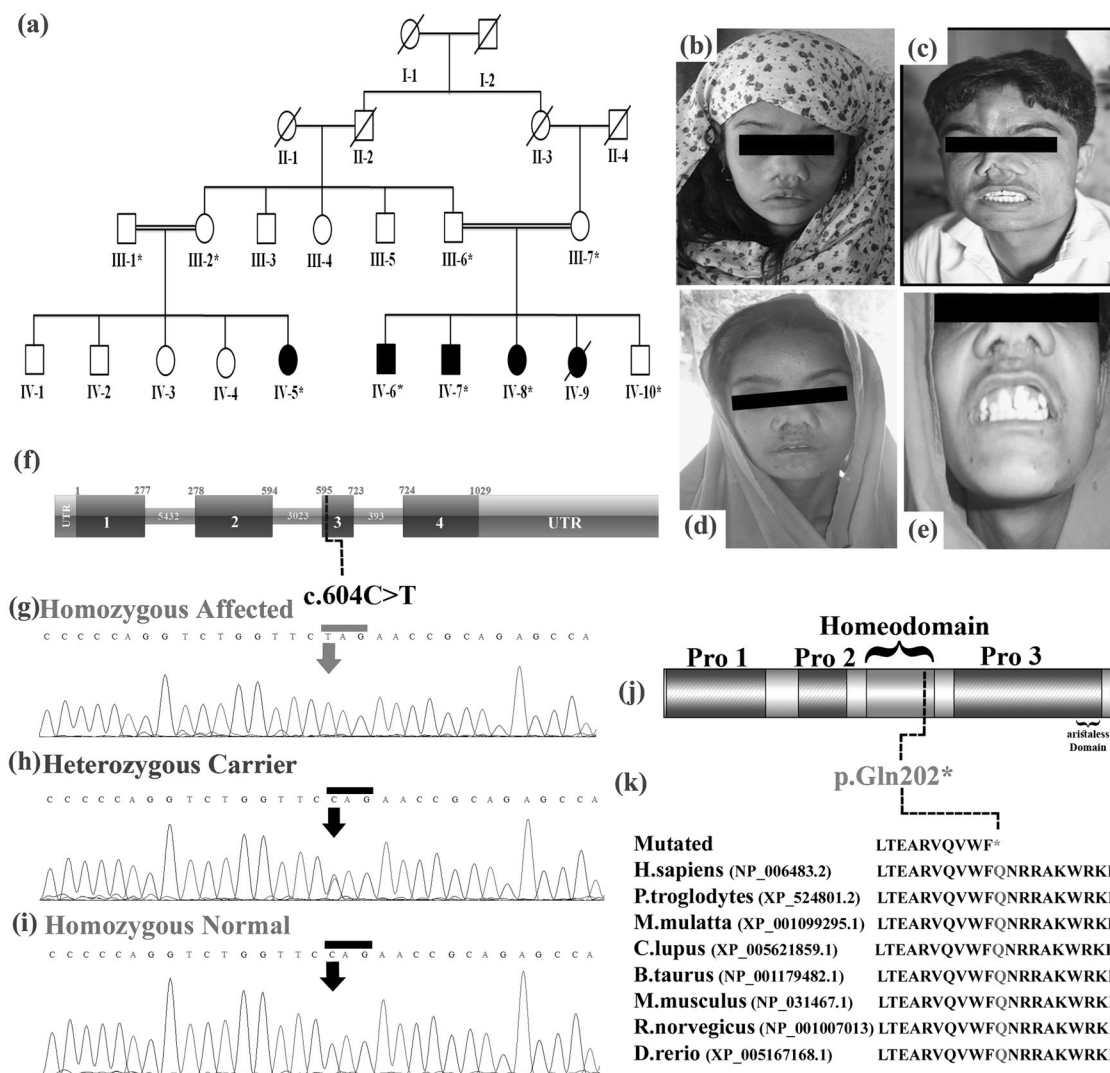 (a)
I-1 I-2
II-1 II-2 II-3 II-4
III-1* III-2* III-3 III-4 III-5 III-6* III-7*
IV-1 IV-2 IV-3 IV-4 IV-5* IV-6* IV-7* IV-8* IV-9 IV-10*
(b)
(c)
(d)
(e)
(f)
1 277 278 594 595 723 724 1029
UTR 1 5432 2 3023 3 393 4 UTR
c.604C>T
(g) Homozygous Affected
C C C C C A G G T C T G G T T C T A G A A C C G C A G A G C C A
(h) Heterozygous Carrier
C C C C C A G G T C T G G T T C C A G A A C C G C A G A G C C A
(i) Homozygous Normal
C C C C C A G G T C T G G T T C C A G A A C C G C A G A G C C A
(j)
Homeodomain
Pro 1 Pro 2 Pro 3
aristaless
Domain
p.Gln202*
(k)
Mutated LTEARVQVWF*
H.sapiens (NP_006483.2) LTEARVQVWFQNRRAKWRK
P.troglodytes (XP_524801.2) LTEARVQVWFQNRRAKWRK
M.mulatta (XP_001099295.1) LTEARVQVWFQNRRAKWRK
C.lupus (XP_005621859.1) LTEARVQVWFQNRRAKWRK
B.taurus (NP_001179482.1) LTEARVQVWFQNRRAKWRK
M.musculus (NP_031467.1) LTEARVQVWFQNRRAKWRK
R.norvegicus (NP_001007013) LTEARVQVWFQNRRAKWRK
D.rerio (XP_005167168.1) LTEARVQVWFQNRRAKWRK